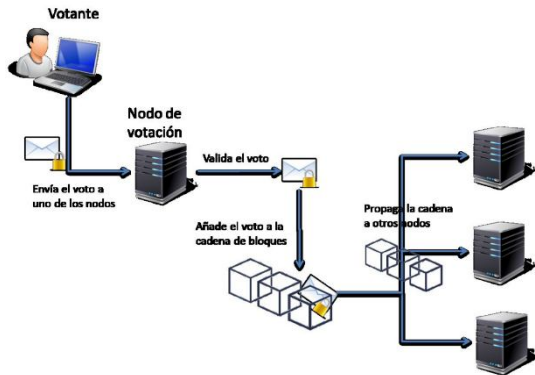 Votante
Nodo de
votación
Envía el voto a
uno de los nodos
Valida el voto
Añade el voto a la
cadena de bloques
Propaga la cadena
a otros nodos